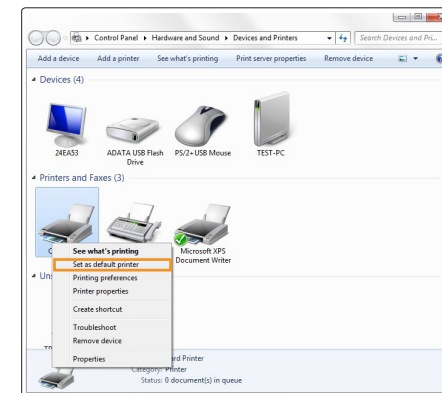 Control Panel ▸ Hardware and Sound ▸ Devices and Printers
Search Devices and Pri...
Add a device Add a printer See what's printing Print server properties Remove device
Devices (4)
24EA53 ADATA USB Flash Drive PS/2+USB Mouse TEST-PC
Printers and Faxes (3)
Microsoft XPS Document Writer
See what's printing
Set as default printer
Printing preferences
Printer properties
Create shortcut
Troubleshoot
Remove device
Properties
Uns
Printer
Category: Printer
Status: 0 document(s) in queue